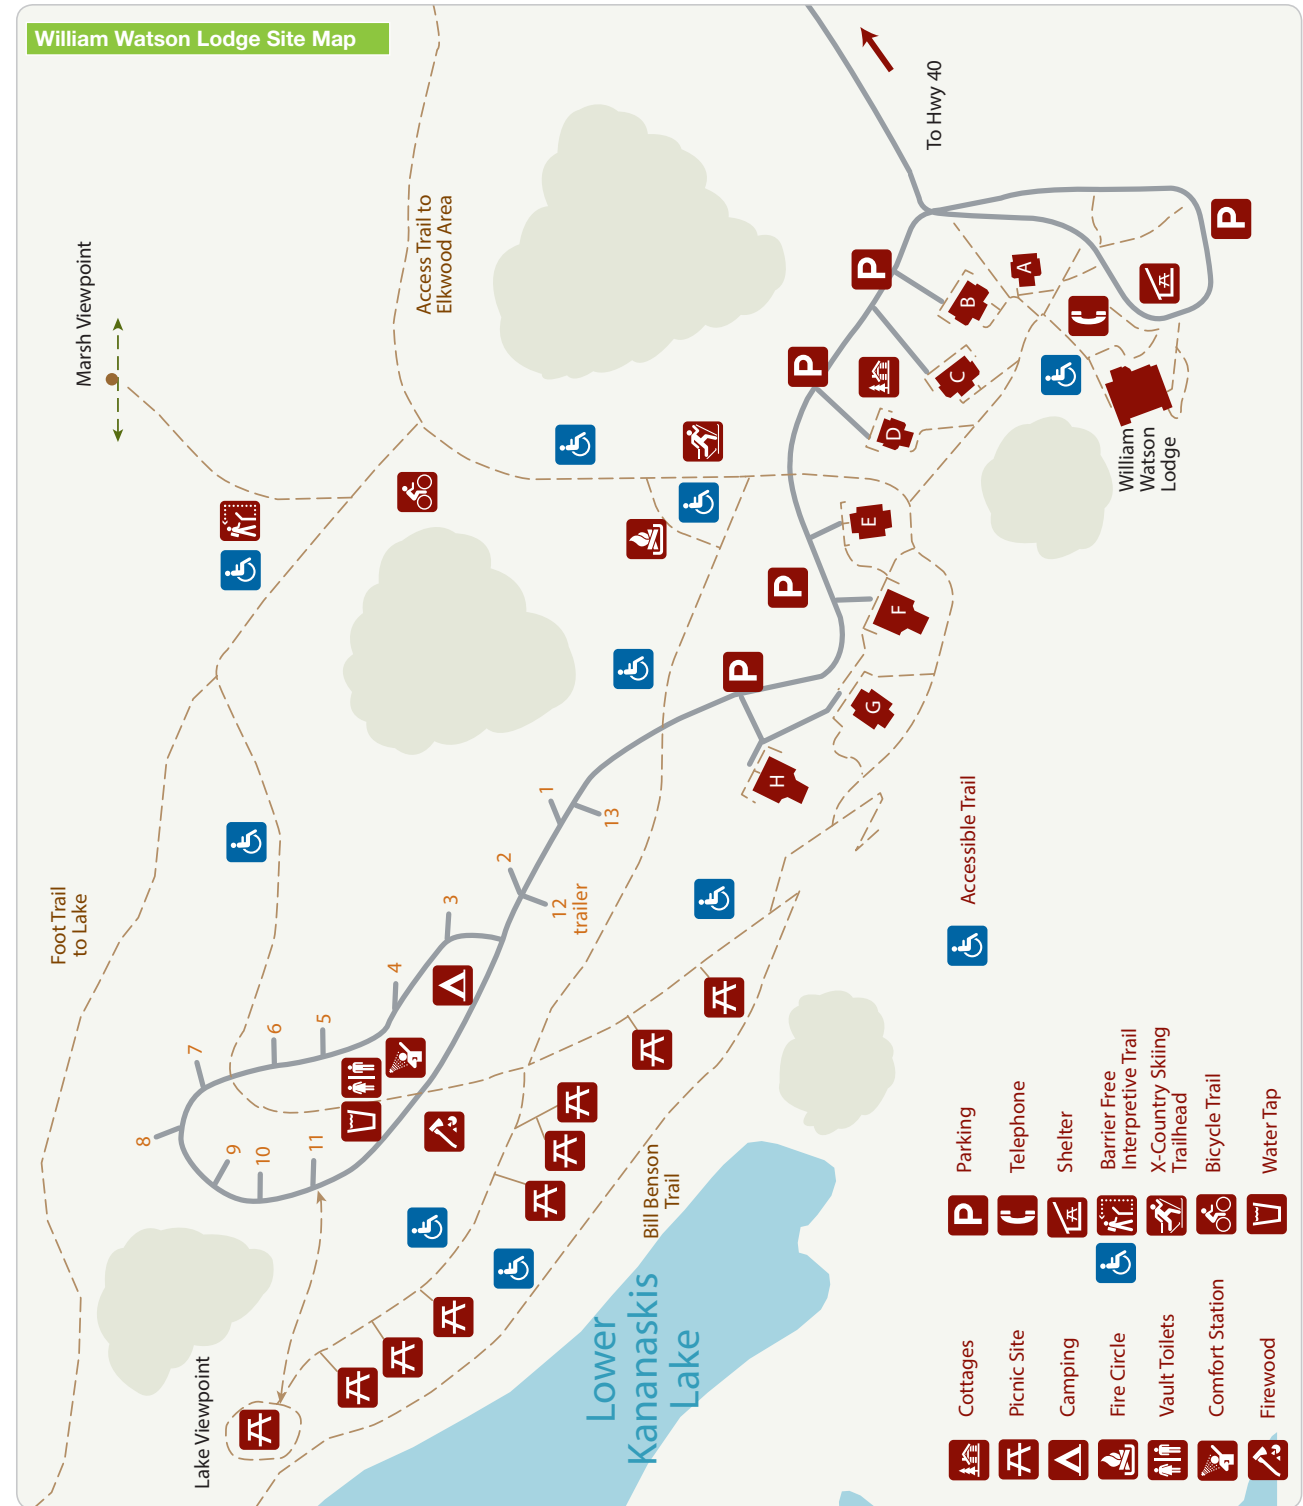 William Watson Lodge Site Map
To Hwy 40
Access Trail to
Elkwood Area
Marsh Viewpoint
P
P
P
P
P
A
B
C
D
E
F
G
H
William
Watson
Lodge
1
2
3
4
5
6
7
8
9
10
11
12
trailer
13
Foot Trail
to Lake
Bill Benson
Trail
Lake Viewpoint
Lower
Kananaskis
Lake
Accessible Trail
P
Parking
Telephone
Shelter
Barrier Free
Interpretive Trail
X-Country Skiing
Trailhead
Bicycle Trail
Water Tap
Cottages
Picnic Site
Camping
Fire Circle
Vault Toilets
Comfort Station
Firewood